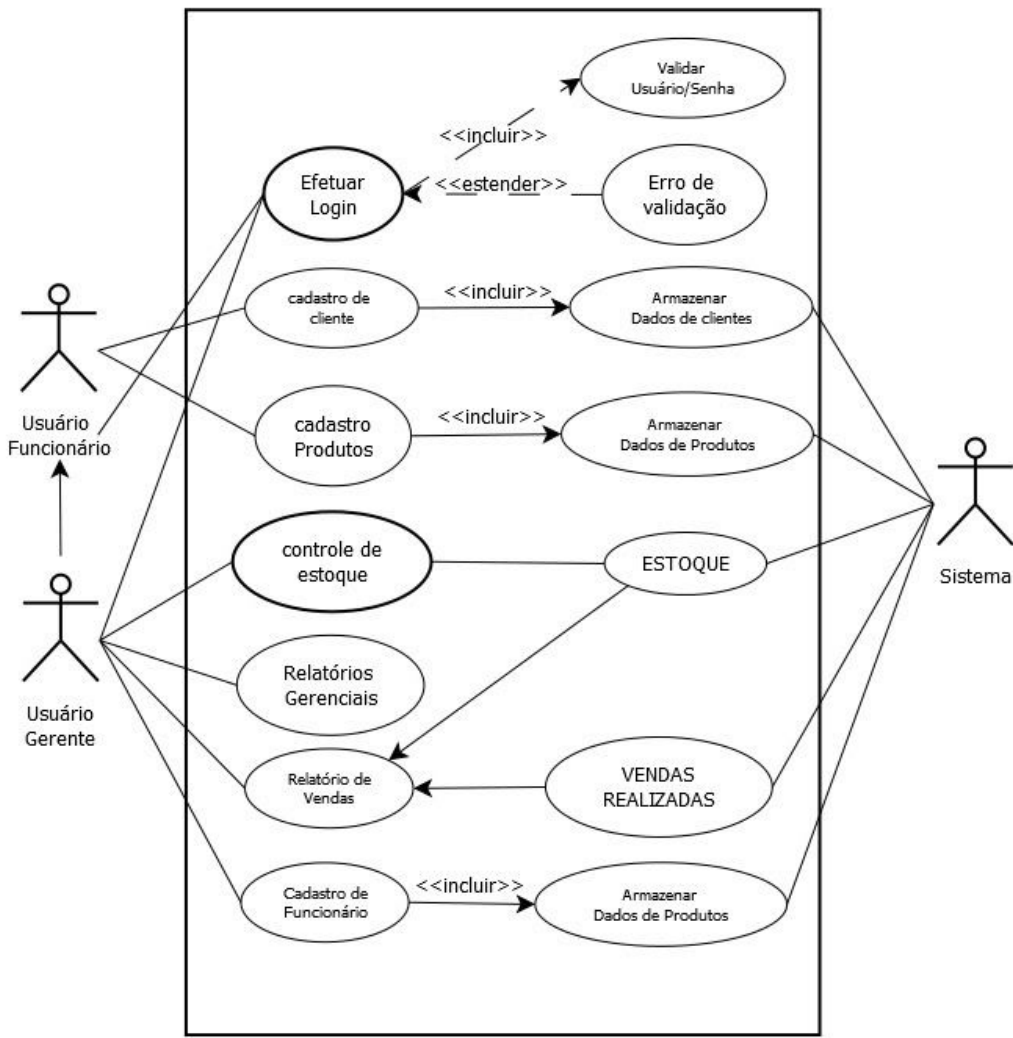 Validar
Usuário/Senha
<<incluir>>
Efetuar
Login
<<estender>>
Erro de
validação
cadastro de
cliente
<<incluir>>
Armazenar
Dados de clientes
Usuário
Funcionário
cadastro
Produtos
<<incluir>>
Armazenar
Dados de Produtos
controle de
estoque
ESTOQUE
Sistema
Relatórios
Gerenciais
Usuário
Gerente
Relatório de
Vendas
VENDAS
REALIZADAS
Cadastro de
Funcionário
<<incluir>>
Armazenar
Dados de Produtos